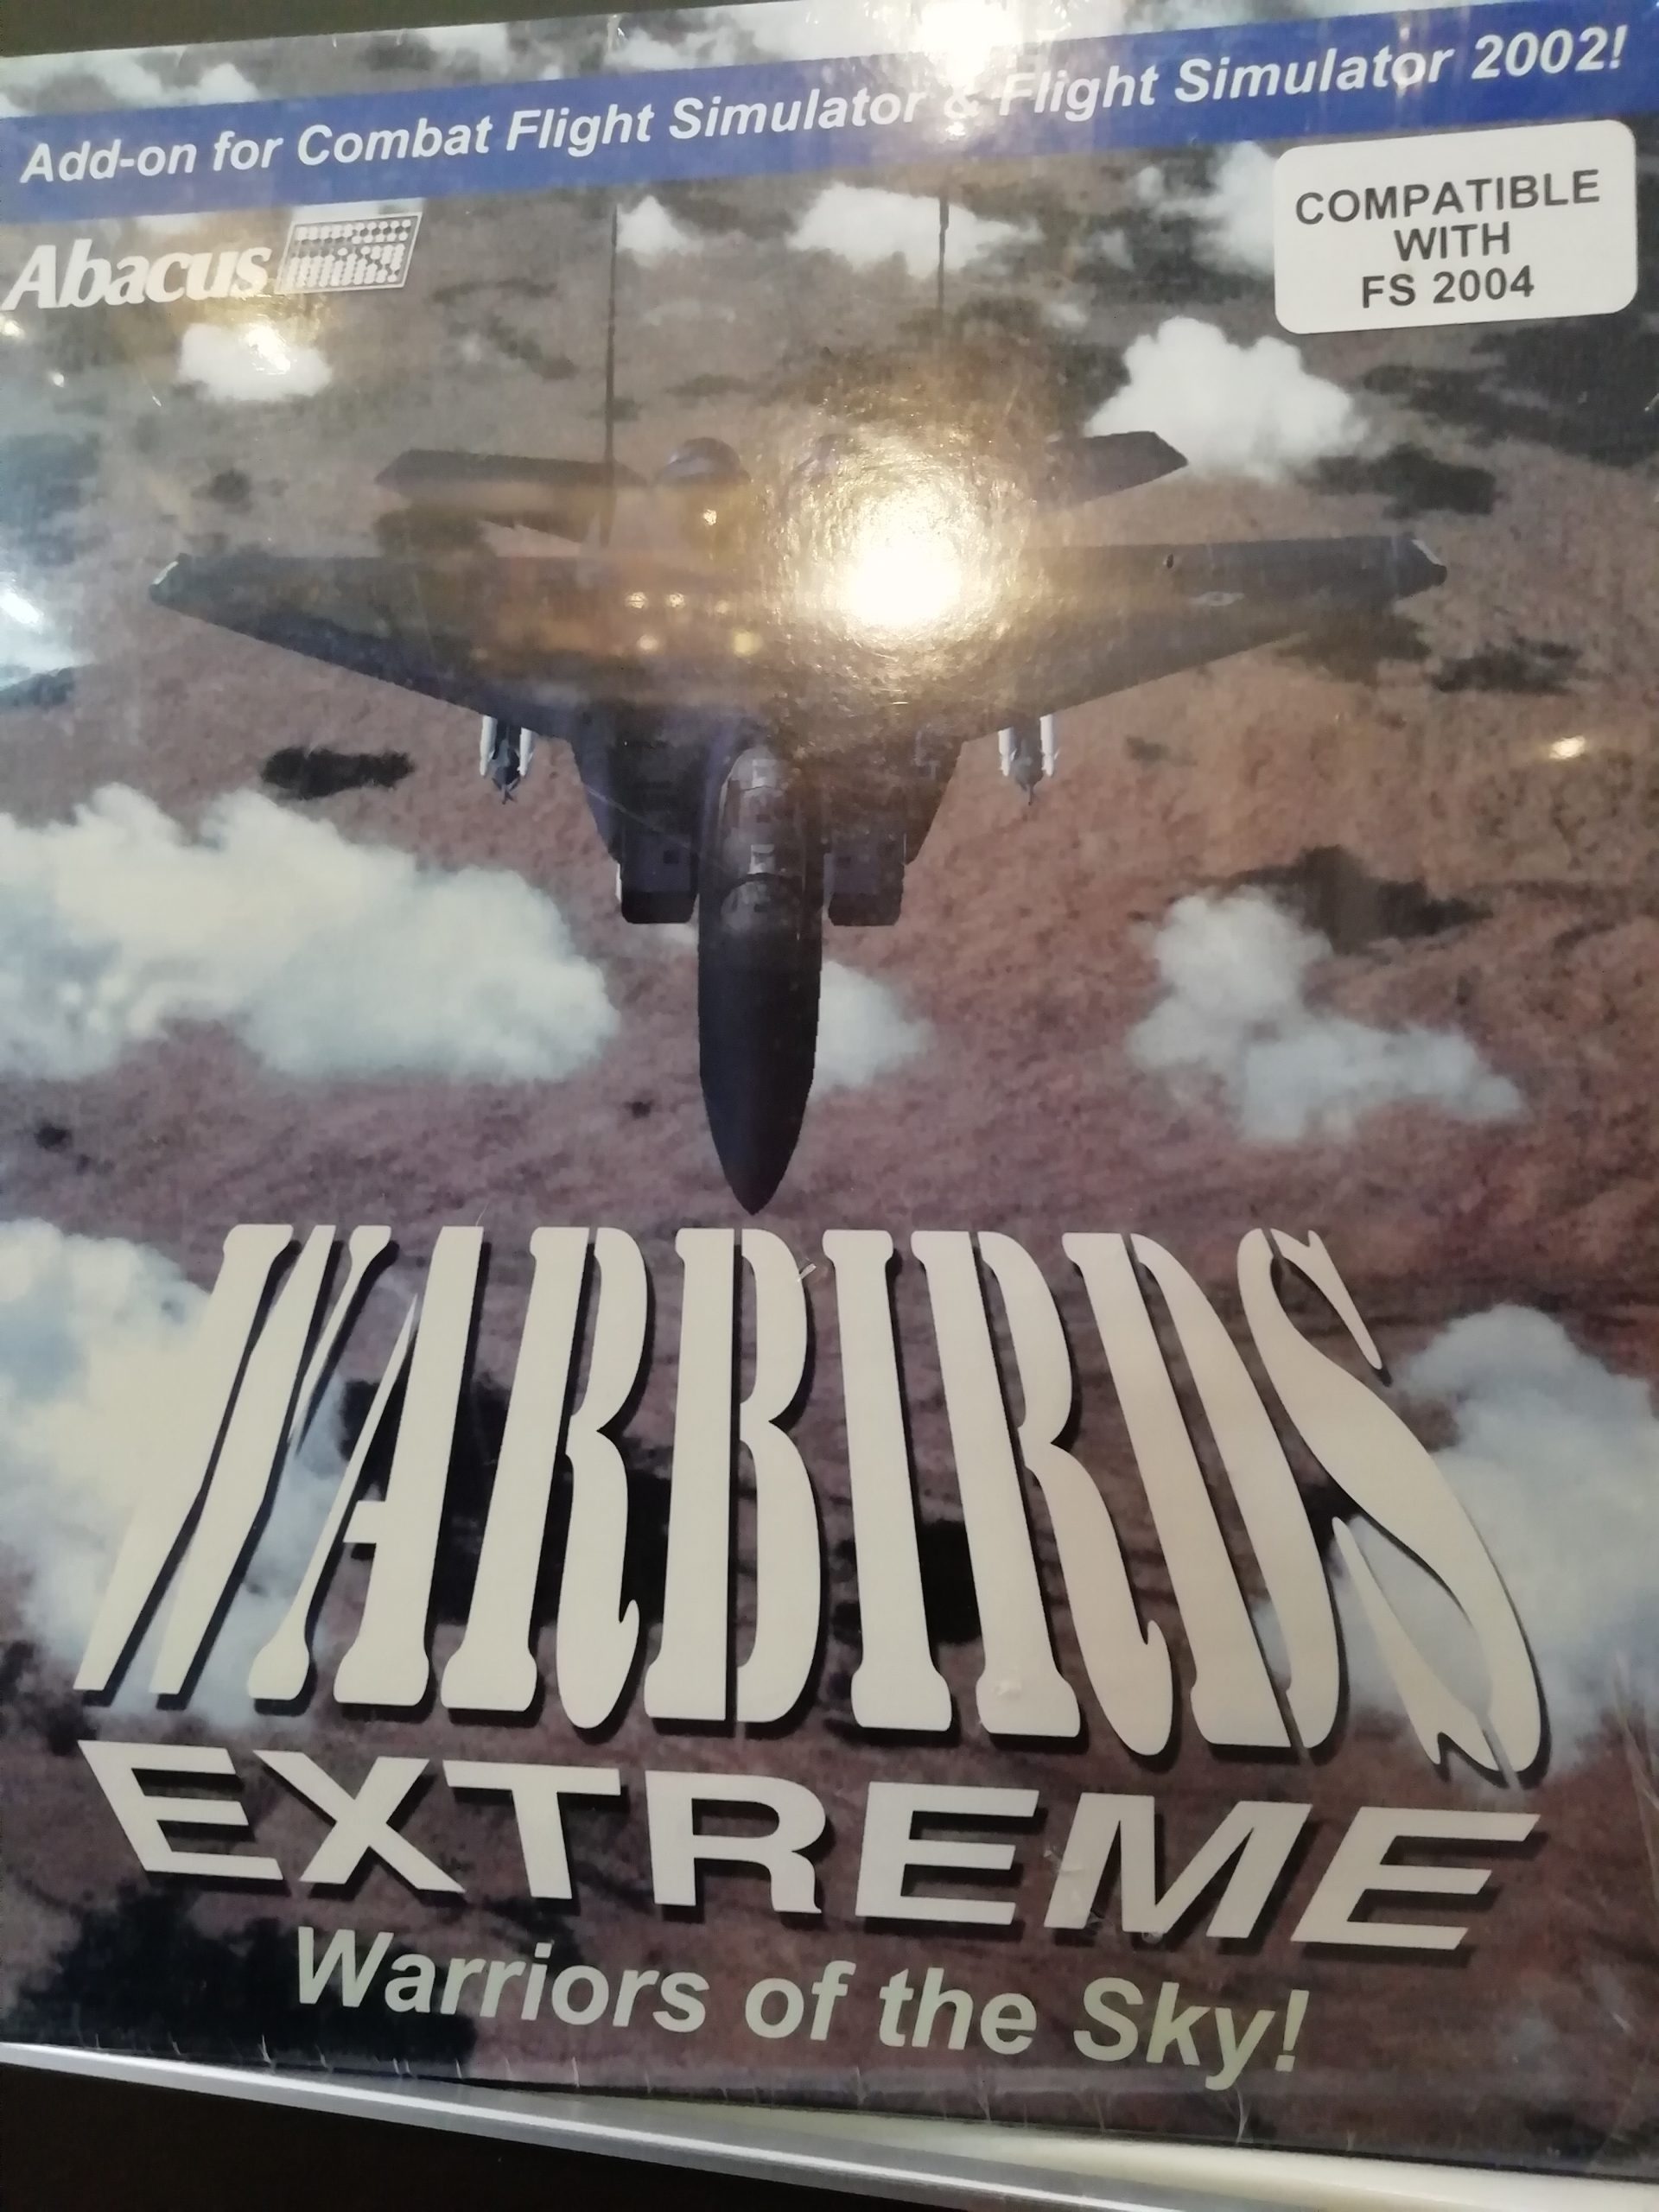 Add-on for Combat Flight Simulator & Flight Simulator 2002!
Abacus
COMPATIBLE
WITH
FS 2004
WARBIRDS
EXTREME
Warriors of the Sky!